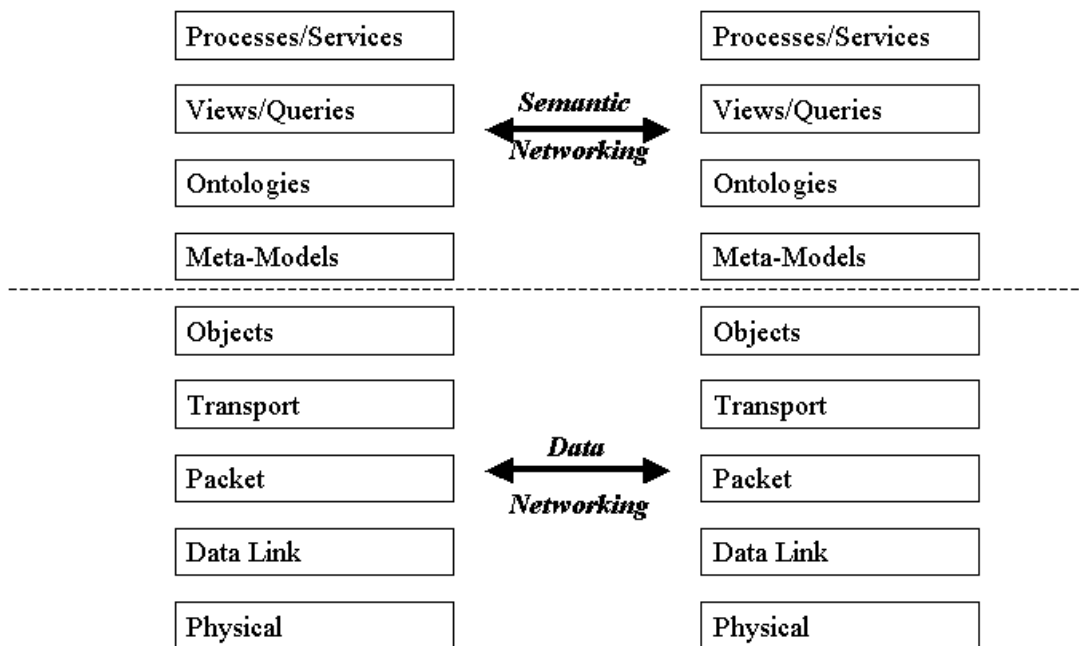 Processes/Services
Processes/Services
Views/Queries
Semantic
Networking
Views/Queries
Ontologies
Ontologies
Meta-Models
Meta-Models
Objects
Objects
Transport
Transport
Data
Networking
Packet
Packet
Data Link
Data Link
Physical
Physical